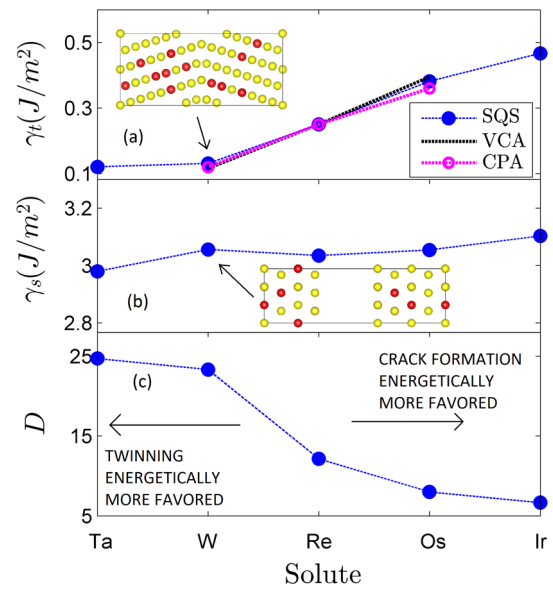 γt(J/m²)
0.5
0.3
0.1
(a)
SQS
VCA
CPA
γs(J/m²)
3.2
3
2.8
(b)
D
25
15
5
(c)
CRACK FORMATION
ENERGETICALLY
MORE FAVORED
TWINNING
ENERGETICALLY
MORE FAVORED
Ta W Re Os Ir
Solute